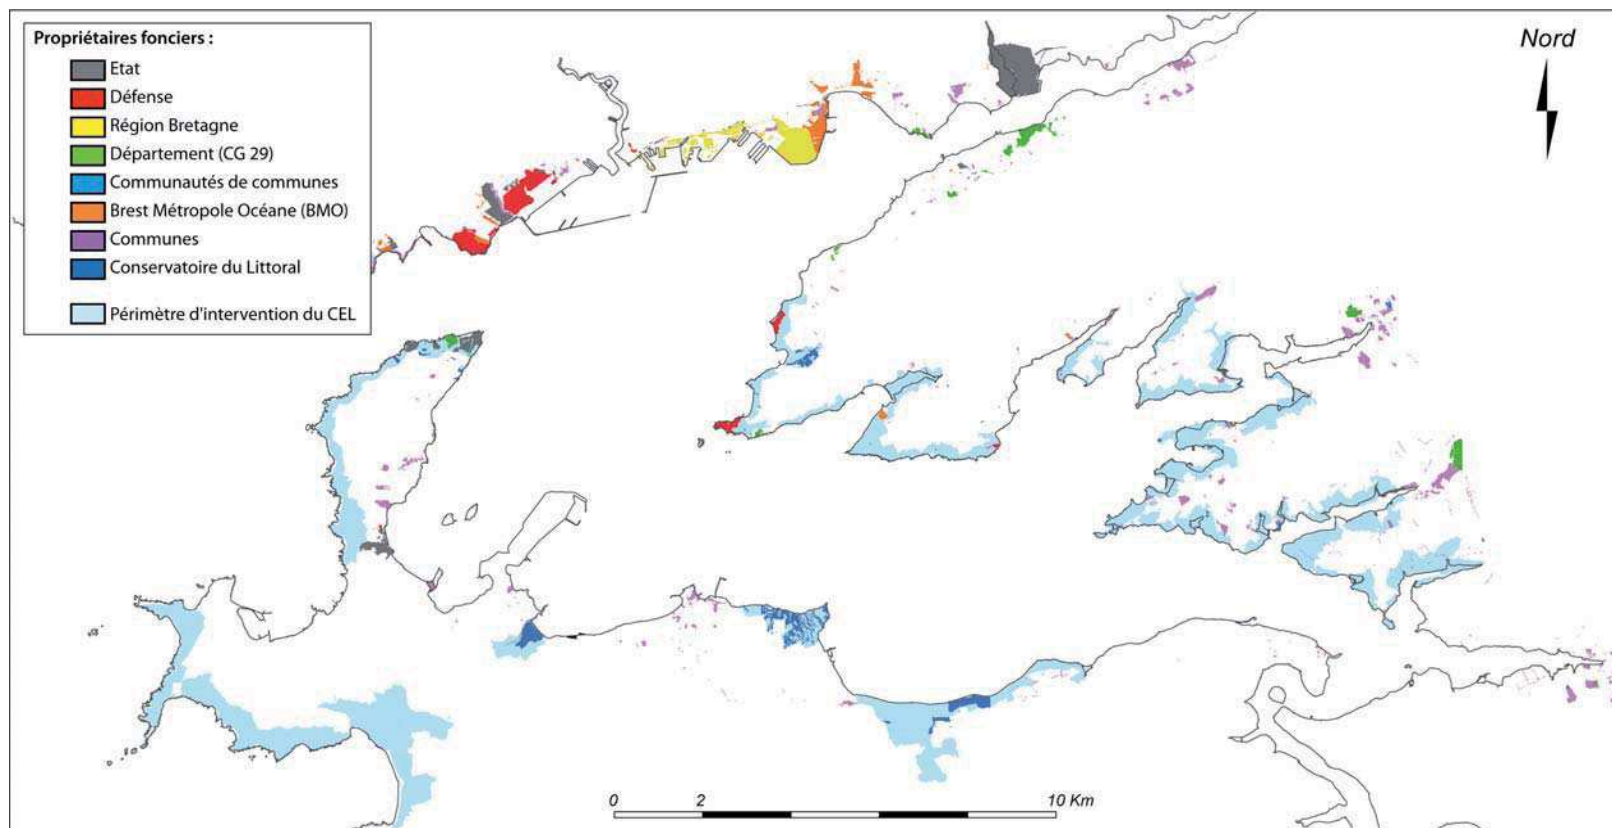 Propriétaires fonciers :
Etat
Défense
Région Bretagne
Département (CG 29)
Communautés de communes
Brest Métropole Océane (BMO)
Communes
Conservatoire du Littoral
Périmètre d'intervention du CEL
Nord
0 2 10 Km